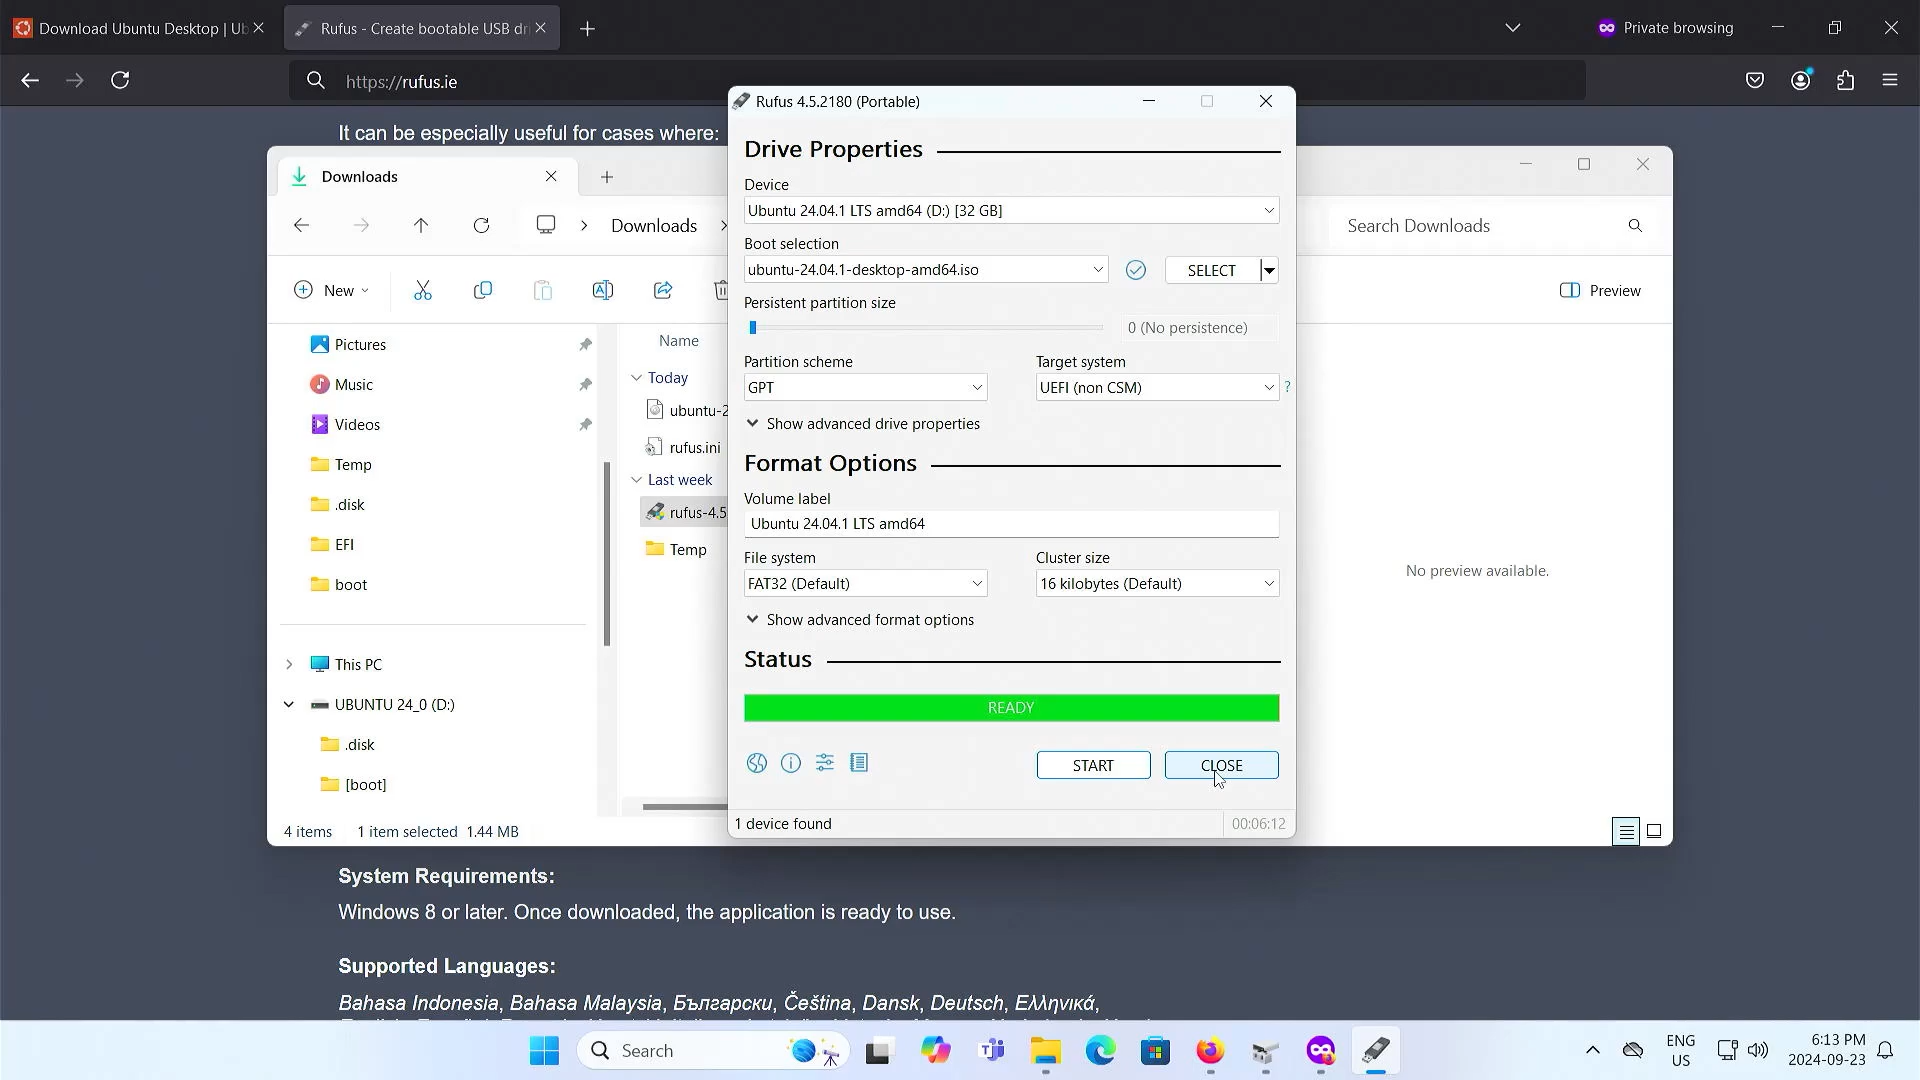 Download Ubuntu Desktop | Ub
Rufus - Create bootable USB dri
Private browsing
https://rufus.ie
It can be especially useful for cases where:
Downloads
Downloads
Search Downloads
New
Preview
Pictures
Music
Videos
Temp
.disk
EFI
boot
This PC
UBUNTU 24_0 (D:)
.disk
[boot]
Name
Today
ubuntu-2
rufus.ini
Last week
rufus-4.5
Temp
No preview available.
4 items 1 item selected 1.44 MB
Rufus 4.5.2180 (Portable)
Drive Properties
Device
Ubuntu 24.04.1 LTS amd64 (D:) [32 GB]
Boot selection
ubuntu-24.04.1-desktop-amd64.iso
SELECT
Persistent partition size
0 (No persistence)
Partition scheme
Target system
GPT
UEFI (non CSM)
?
Show advanced drive properties
Format Options
Volume label
Ubuntu 24.04.1 LTS amd64
File system
Cluster size
FAT32 (Default)
16 kilobytes (Default)
Show advanced format options
Status
READY
START
CLOSE
1 device found
00:06:12
System Requirements:
Windows 8 or later. Once downloaded, the application is ready to use.
Supported Languages:
Bahasa Indonesia, Bahasa Malaysia, Български, Čeština, Dansk, Deutsch, Ελληνικά,
Search
ENG
US
6:13 PM
2024-09-23